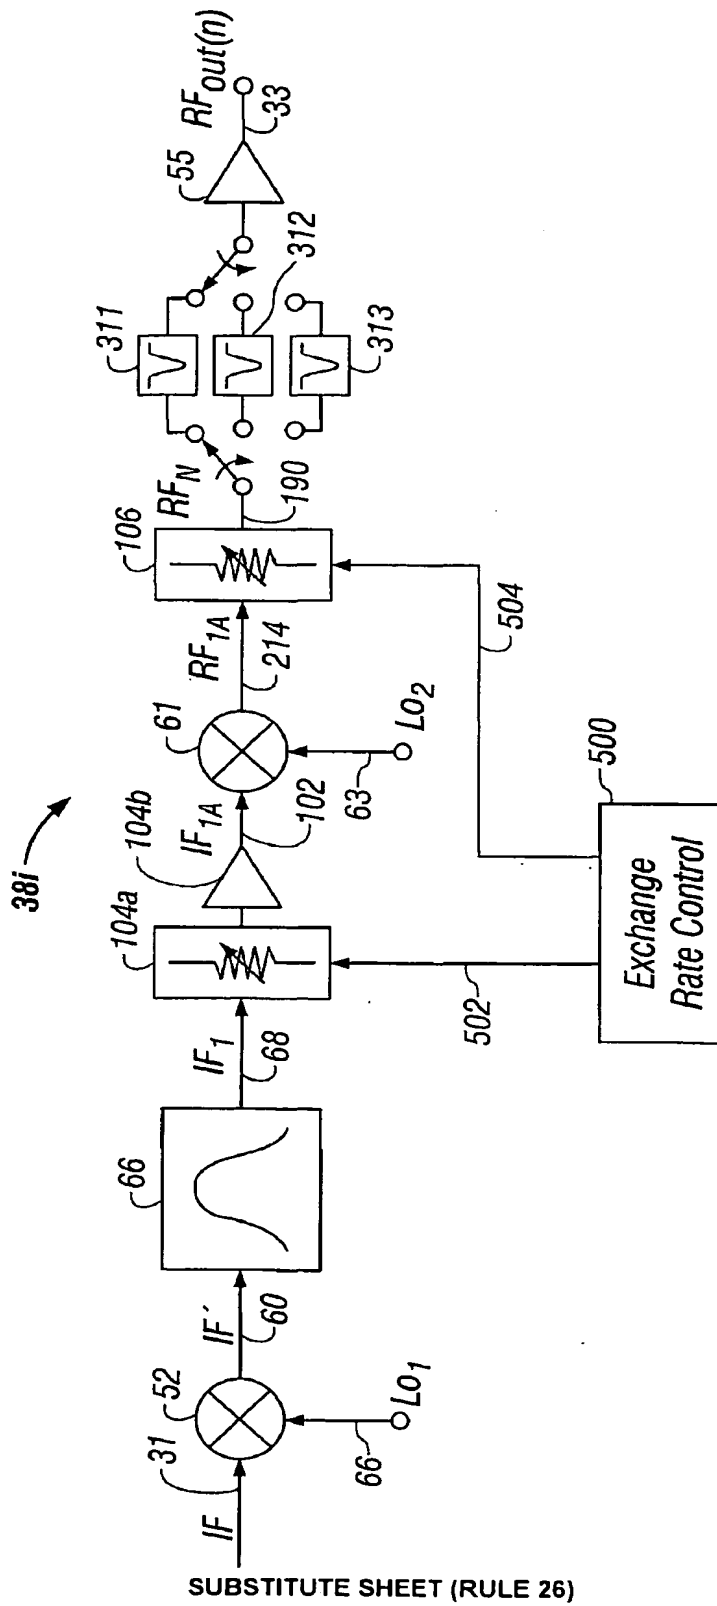 38i
IF
31
52
Lo1
66
IF´
60
66
IF1
68
104a
104b
IF1A
102
61
63
Lo2
RF1A
214
106
RFN
190
311
312
313
55
RFout(n)
33
502
504
500
Exchange
Rate Control
SUBSTITUTE SHEET (RULE 26)